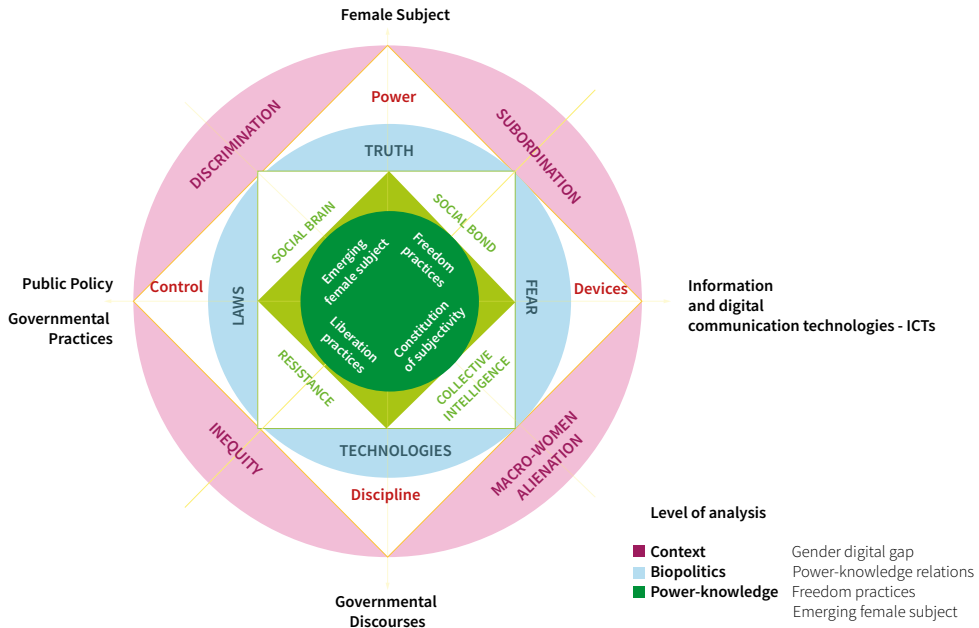 Female Subject
Power
DISCRIMINATION
SUBORDINATION
TRUTH
SOCIAL BRAIN
SOCIAL BOND
Emerging
female subject
Freedom
practices
Public Policy
Governmental
Practices
Control
LAWS
FEAR
Devices
Information
and digital
communication technologies - ICTs
Liberation
practices
Constitution
of subjectivity
RESISTANCE
COLLECTIVE
INTELLIGENCE
INEQUITY
TECHNOLOGIES
MACRO-WOMEN
ALIENATION
Discipline
Governmental
Discourses
Level of analysis
Context Gender digital gap
Biopolitics Power-knowledge relations
Power-knowledge Freedom practices
Emerging female subject